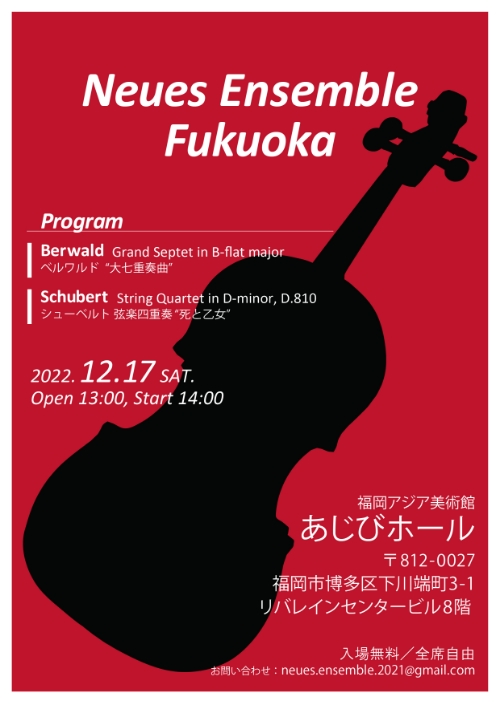 Neues Ensemble
Fukuoka
Program
Berwald Grand Septet in B-flat major
ベルワルド “大七重奏曲”
Schubert String Quartet in D-minor, D.810
シューベルト 弦楽四重奏 “死と乙女”
2022. 12.17 SAT.
Open 13:00, Start 14:00
福岡アジア美術館
あじびホール
〒812-0027
福岡市博多区下川端町3-1
リバレインセンタービル8階
入場無料／全席自由
お問い合わせ：neues.ensemble.2021@gmail.com